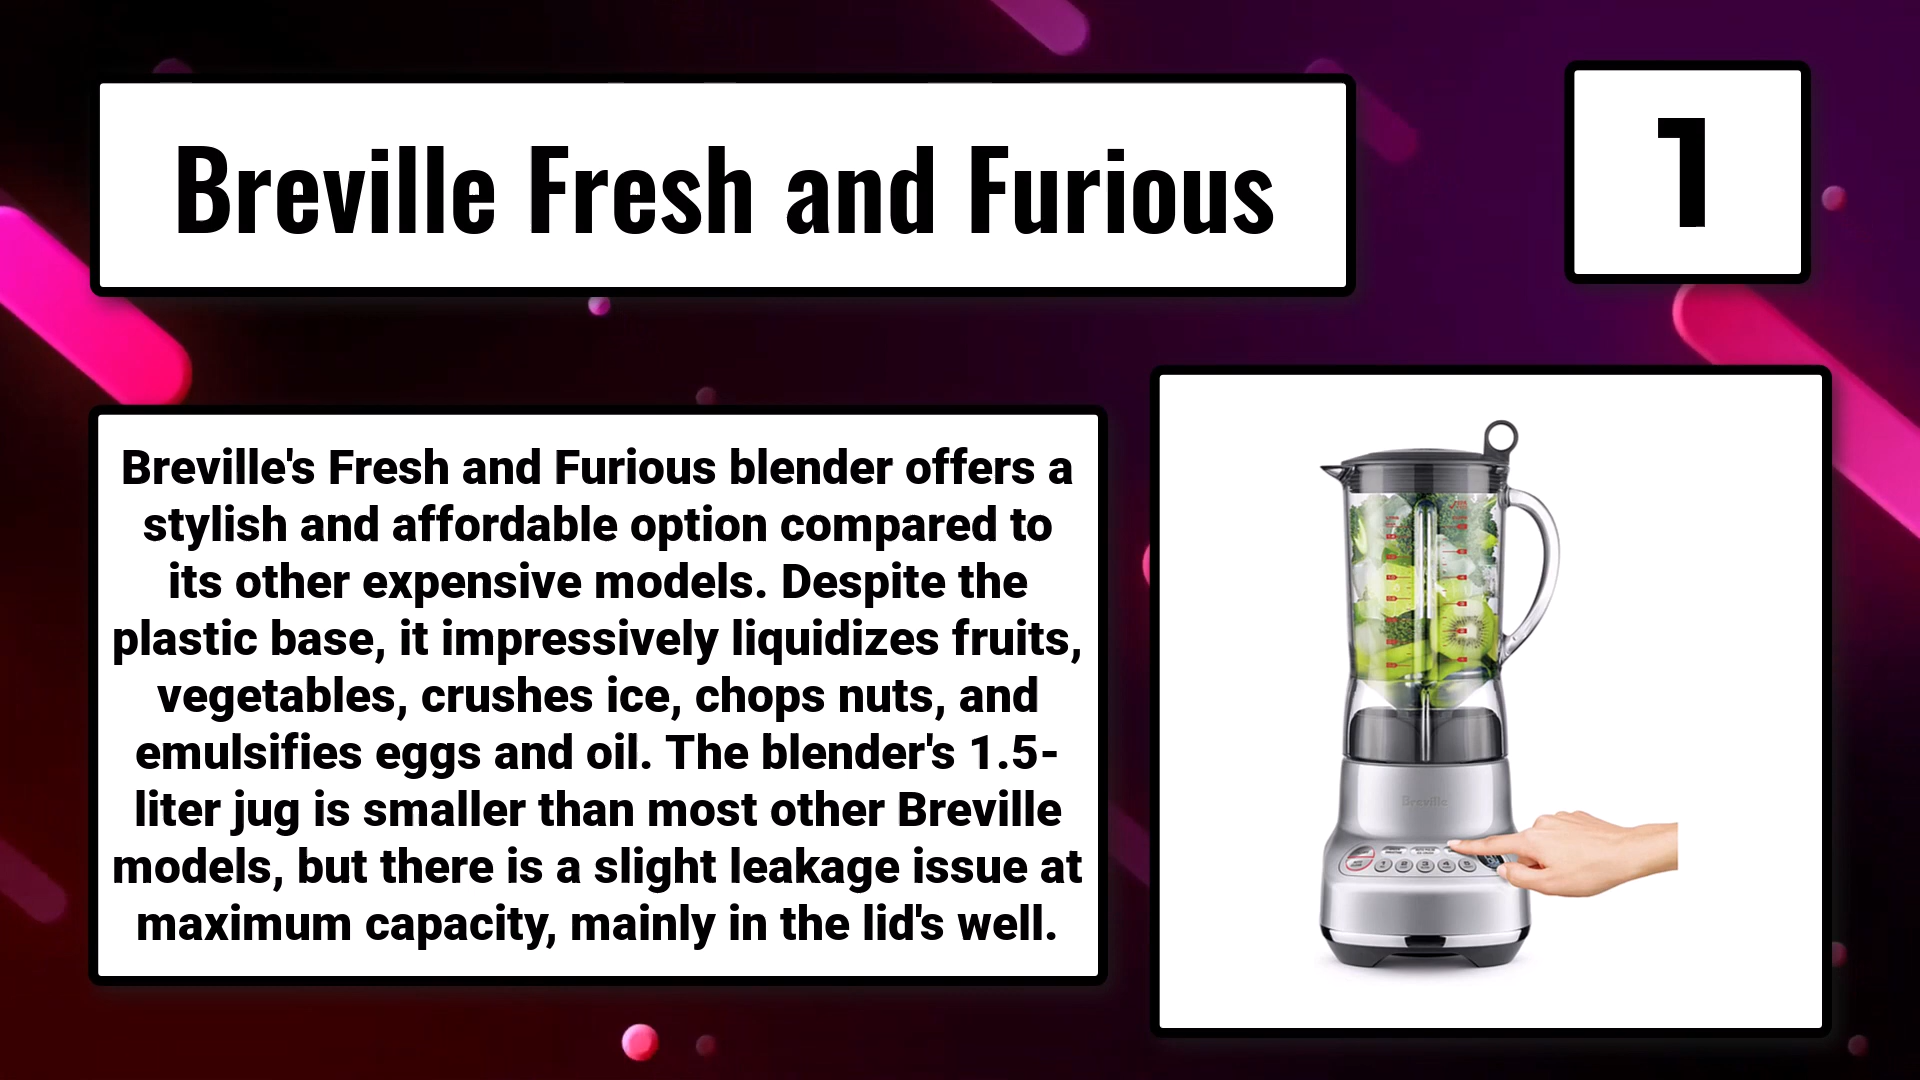 Breville Fresh and Furious
1
Breville's Fresh and Furious blender offers a
stylish and affordable option compared to
its other expensive models. Despite the
plastic base, it impressively liquidizes fruits,
vegetables, crushes ice, chops nuts, and
emulsifies eggs and oil. The blender's 1.5-
liter jug is smaller than most other Breville
models, but there is a slight leakage issue at
maximum capacity, mainly in the lid's well.
Breville